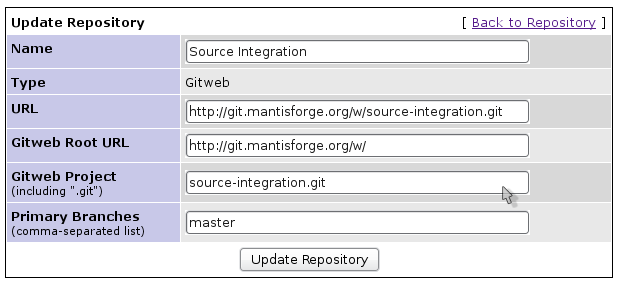 Update Repository [ Back to Repository ]
Name Source Integration
Type Gitweb
URL http://git.mantisforge.org/w/source-integration.git
Gitweb Root URL http://git.mantisforge.org/w/
Gitweb Project
(including ".git") source-integration.git
Primary Branches
(comma-separated list) master
Update Repository